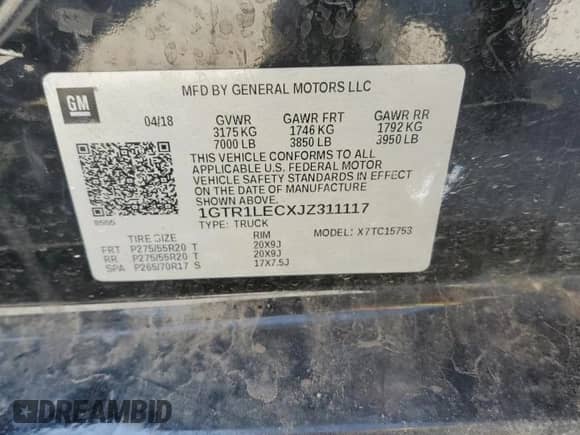 GM
MFD BY GENERAL MOTORS LLC
04/18 GVWR GAWR FRT GAWR RR
3175 KG 1746 KG 1792 KG
7000 LB 3850 LB 3950 LB
THIS VEHICLE CONFORMS TO ALL
APPLICABLE U.S. FEDERAL MOTOR
VEHICLE SAFETY STANDARDS IN EFFECT
ON THE DATE OF MANUFACTURE SHOWN ABOVE.
1GTR1LECXJZ311117
TYPE: TRUCK MODEL: X7TC15753
TIRE SIZE RIM
FRT P275/55R20 T 20X9J
RR P275/55R20 T 20X9J
SPA P265/70R17 S 17X7.5J
DREAMBID